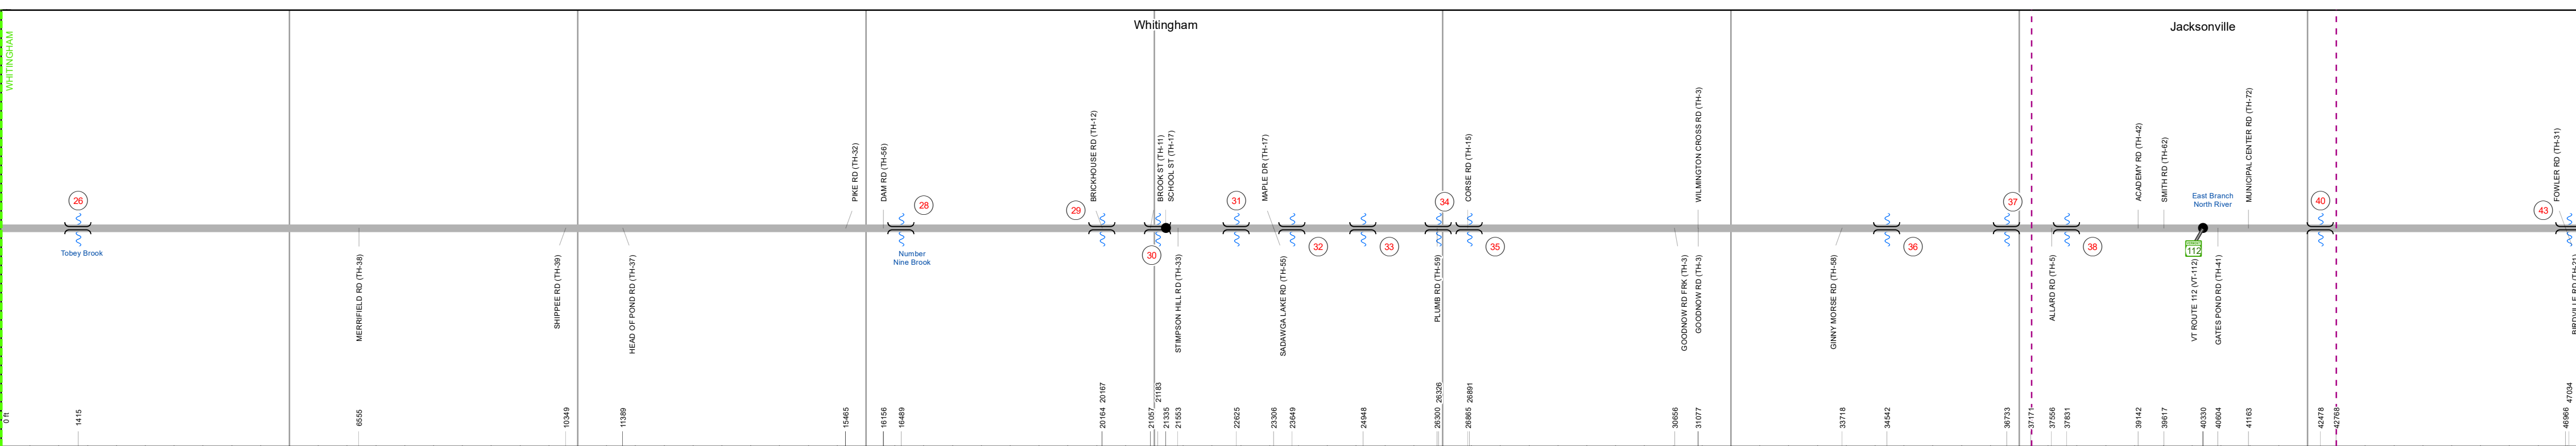 Whitingham
Jacksonville
WHITINGHAM
26
Tobey Brook
MERRIFIELD RD (TH-38)
SHIPPEE RD (TH-39)
HEAD OF POND RD (TH-37)
PIKE RD (TH-32)
DAM RD (TH-56)
28
Number
Nine Brook
29
BRICKHOUSE RD (TH-12)
30
BROOK ST (TH-11)
SCHOOL ST (TH-17)
STIMPSON HILL RD (TH-33)
31
MAPLE DR (TH-17)
SADAWGA LAKE RD (TH-55)
32
33
34
PLUMB RD (TH-59)
CORSE RD (TH-15)
35
GOODNOW RD FRK (TH-3)
WILMINGTON CROSS RD (TH-3)
GOODNOW RD (TH-3)
GINNY MORSE RD (TH-58)
36
37
ALLARD RD (TH-5)
38
ACADEMY RD (TH-42)
SMITH RD (TH-62)
East Branch
North River
112
VT ROUTE 112 (VT-112)
GATES POND RD (TH-41)
MUNICIPAL CENTER RD (TH-72)
40
43
FOWLER RD (TH-31)
BIRDVILLE RD (TH-21)
0 ft
1415
6555
10349
11389
15465
16156
16489
20164 20167
21057
21183
21335
21553
22625
23306
23649
24948
26300 26326
26865 26891
30656
31077
33718
34542
36733
37171
37556
37831
39142
39617
40330
40604
41163
42478
42768
46966 47034